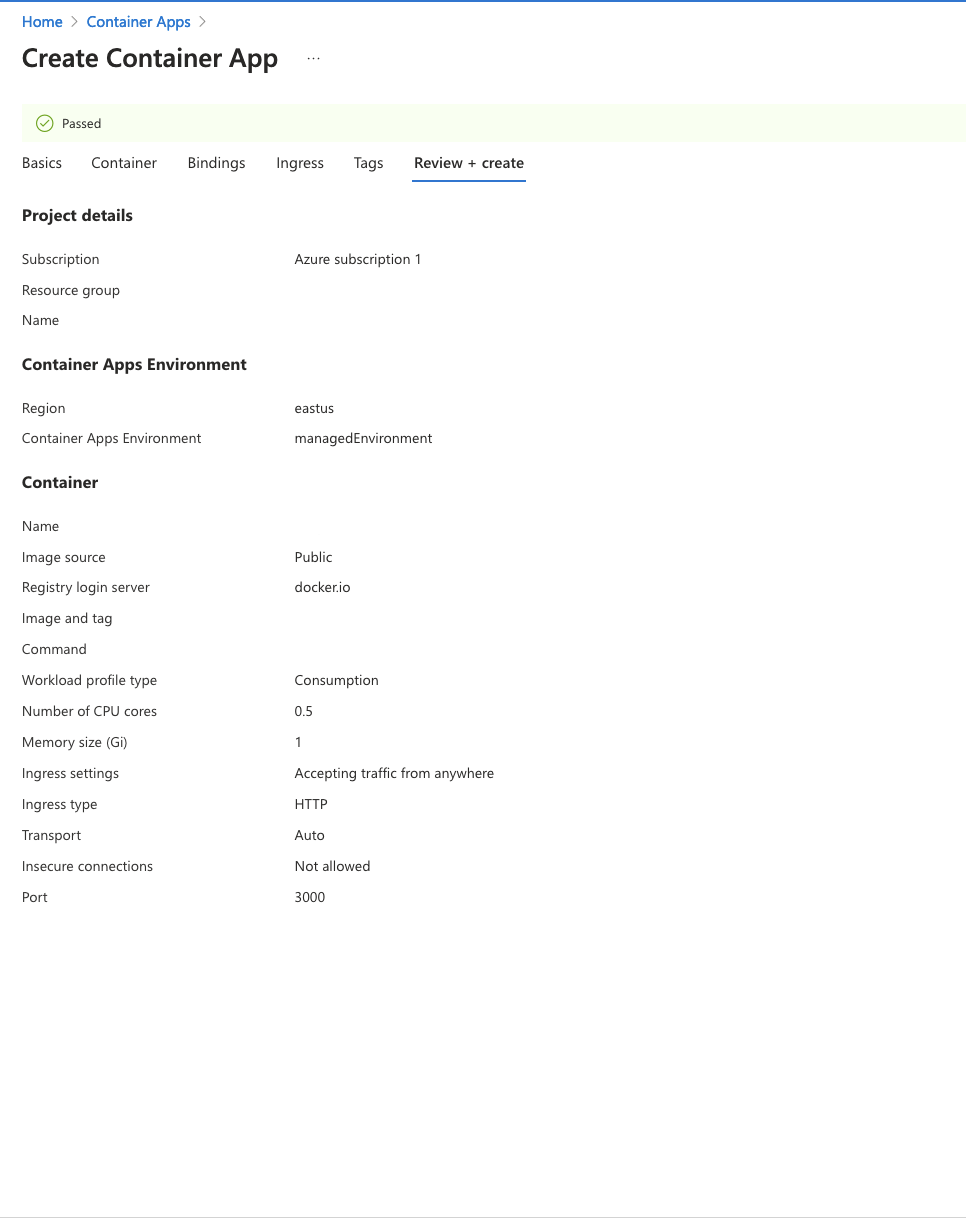 Home > Container Apps >
Create Container App ...
Passed
Basics Container Bindings Ingress Tags Review + create
Project details
Subscription Azure subscription 1
Resource group
Name
Container Apps Environment
Region eastus
Container Apps Environment managedEnvironment
Container
Name
Image source Public
Registry login server docker.io
Image and tag
Command
Workload profile type Consumption
Number of CPU cores 0.5
Memory size (Gi) 1
Ingress settings Accepting traffic from anywhere
Ingress type HTTP
Transport Auto
Insecure connections Not allowed
Port 3000